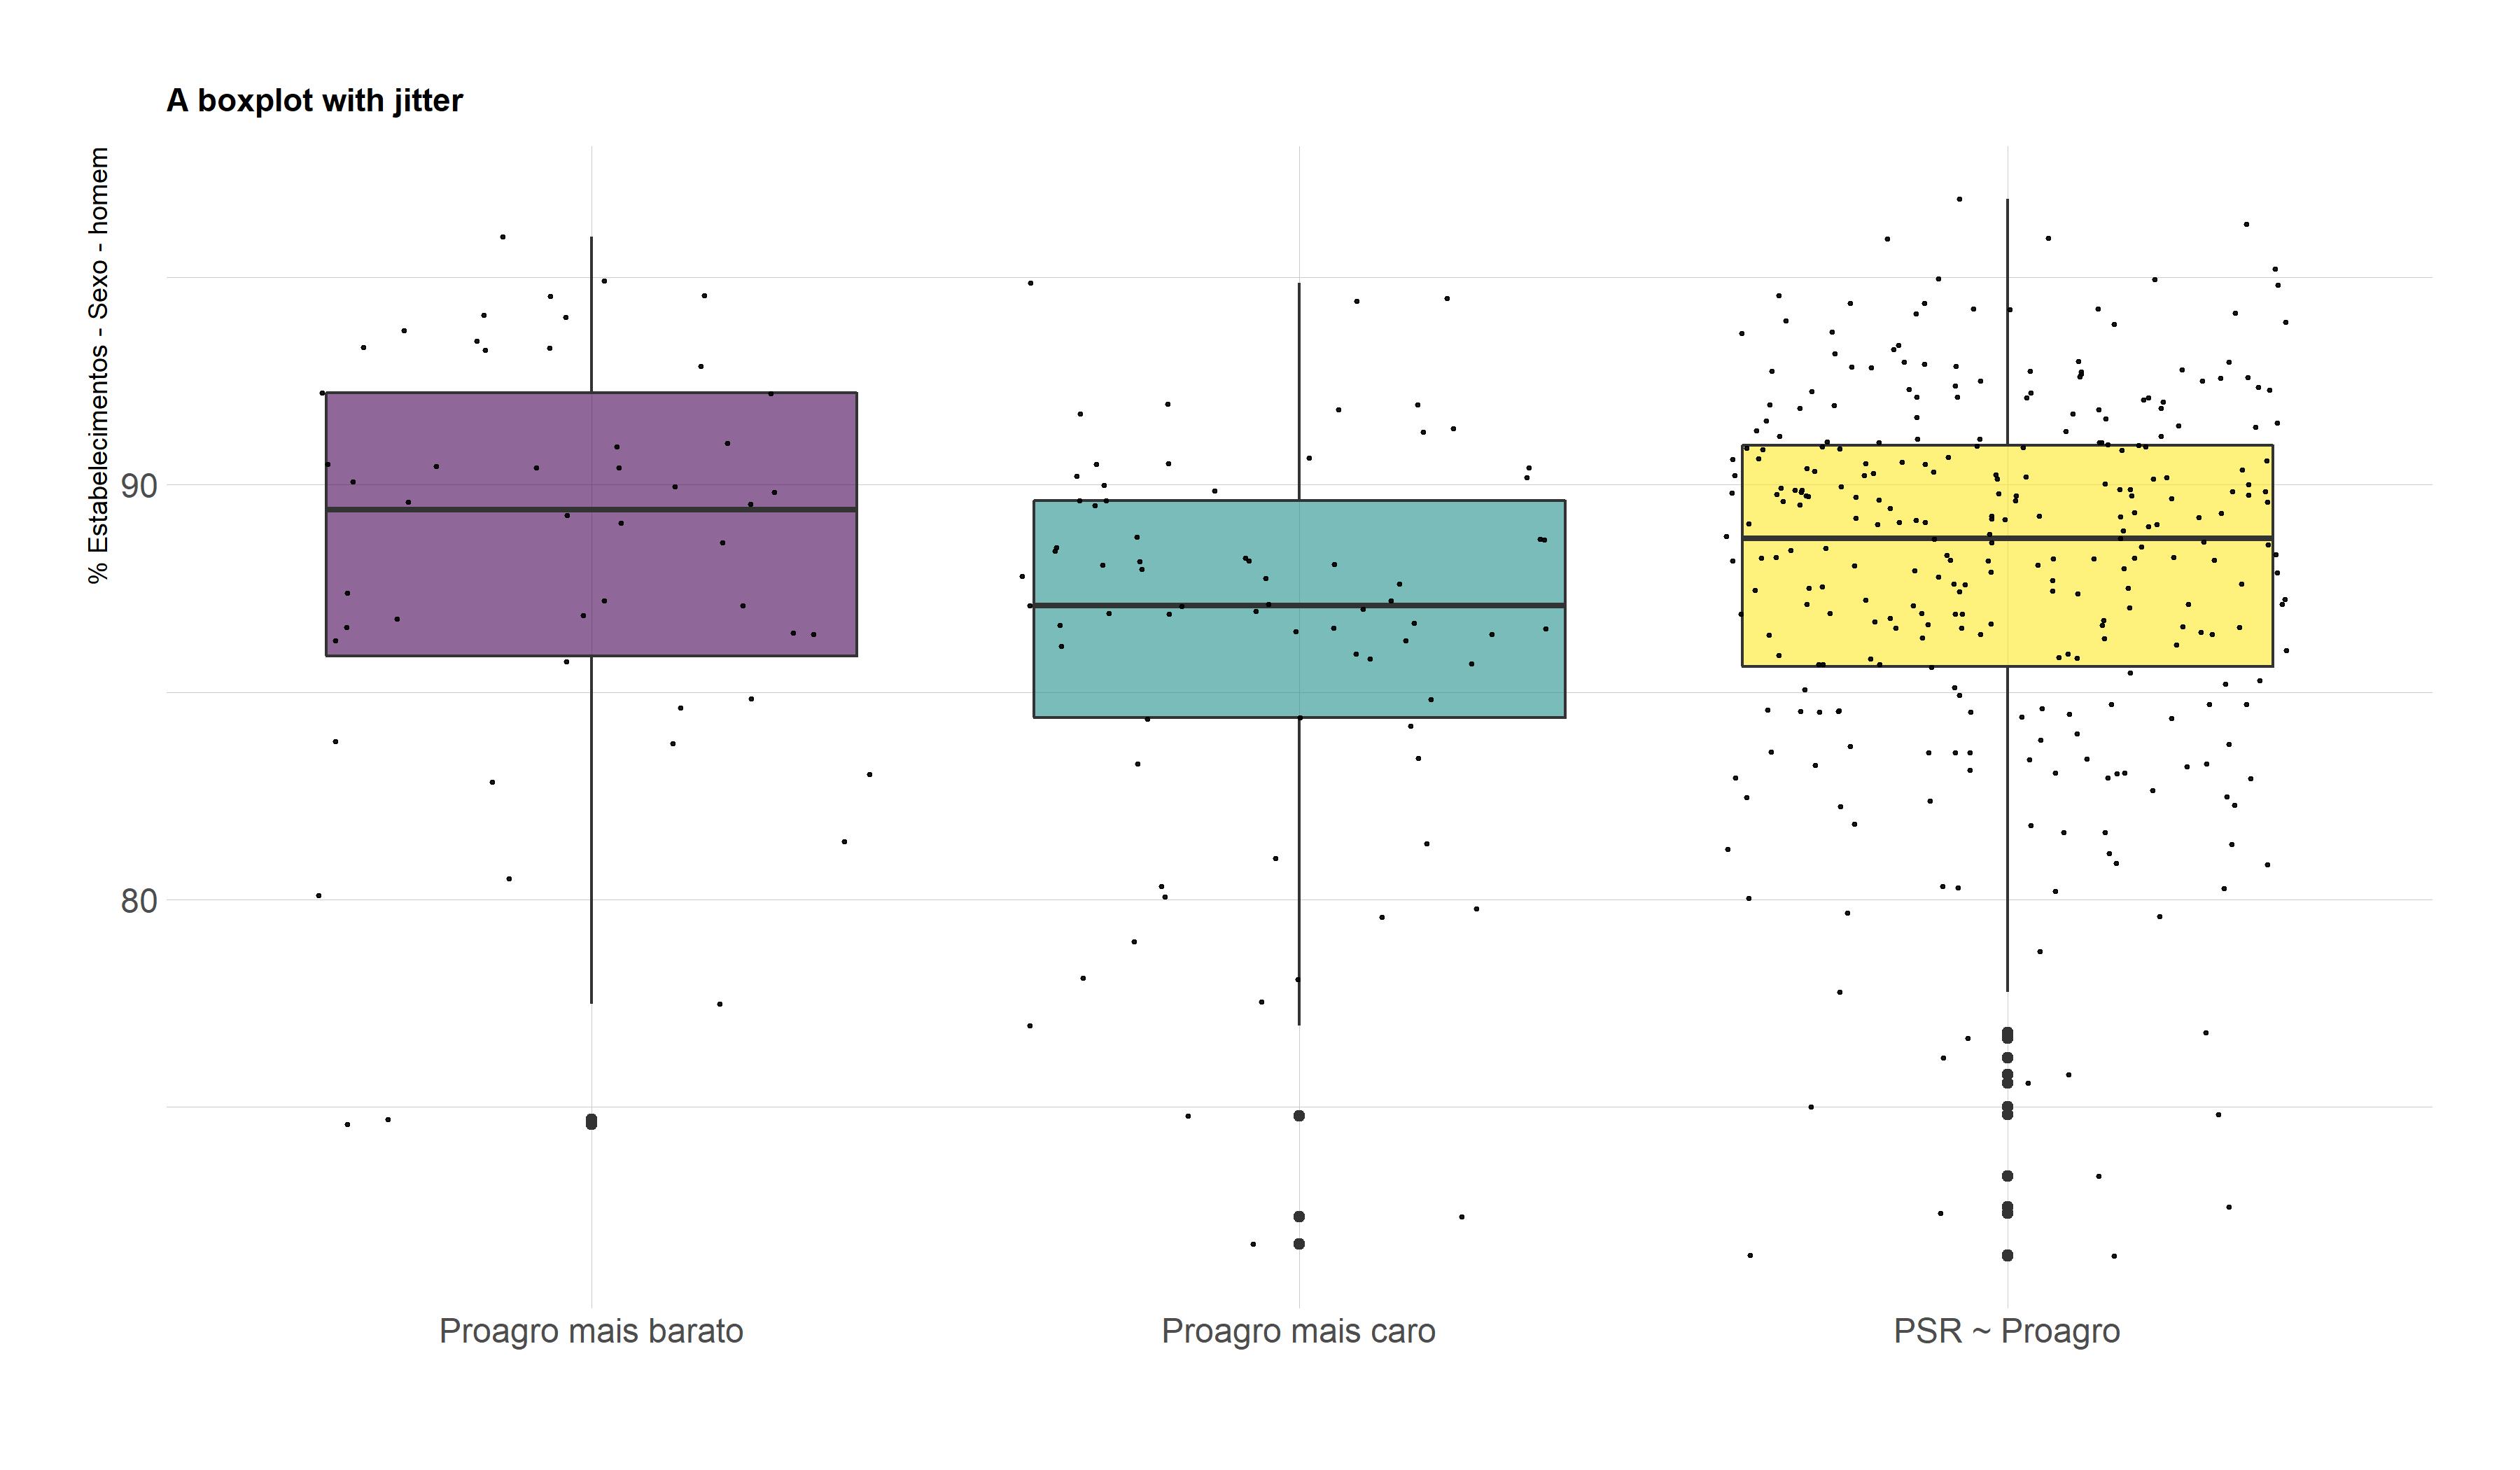 A boxplot with jitter
% Estabelecimentos - Sexo - homem
90
80
Proagro mais barato
Proagro mais caro
PSR ~ Proagro